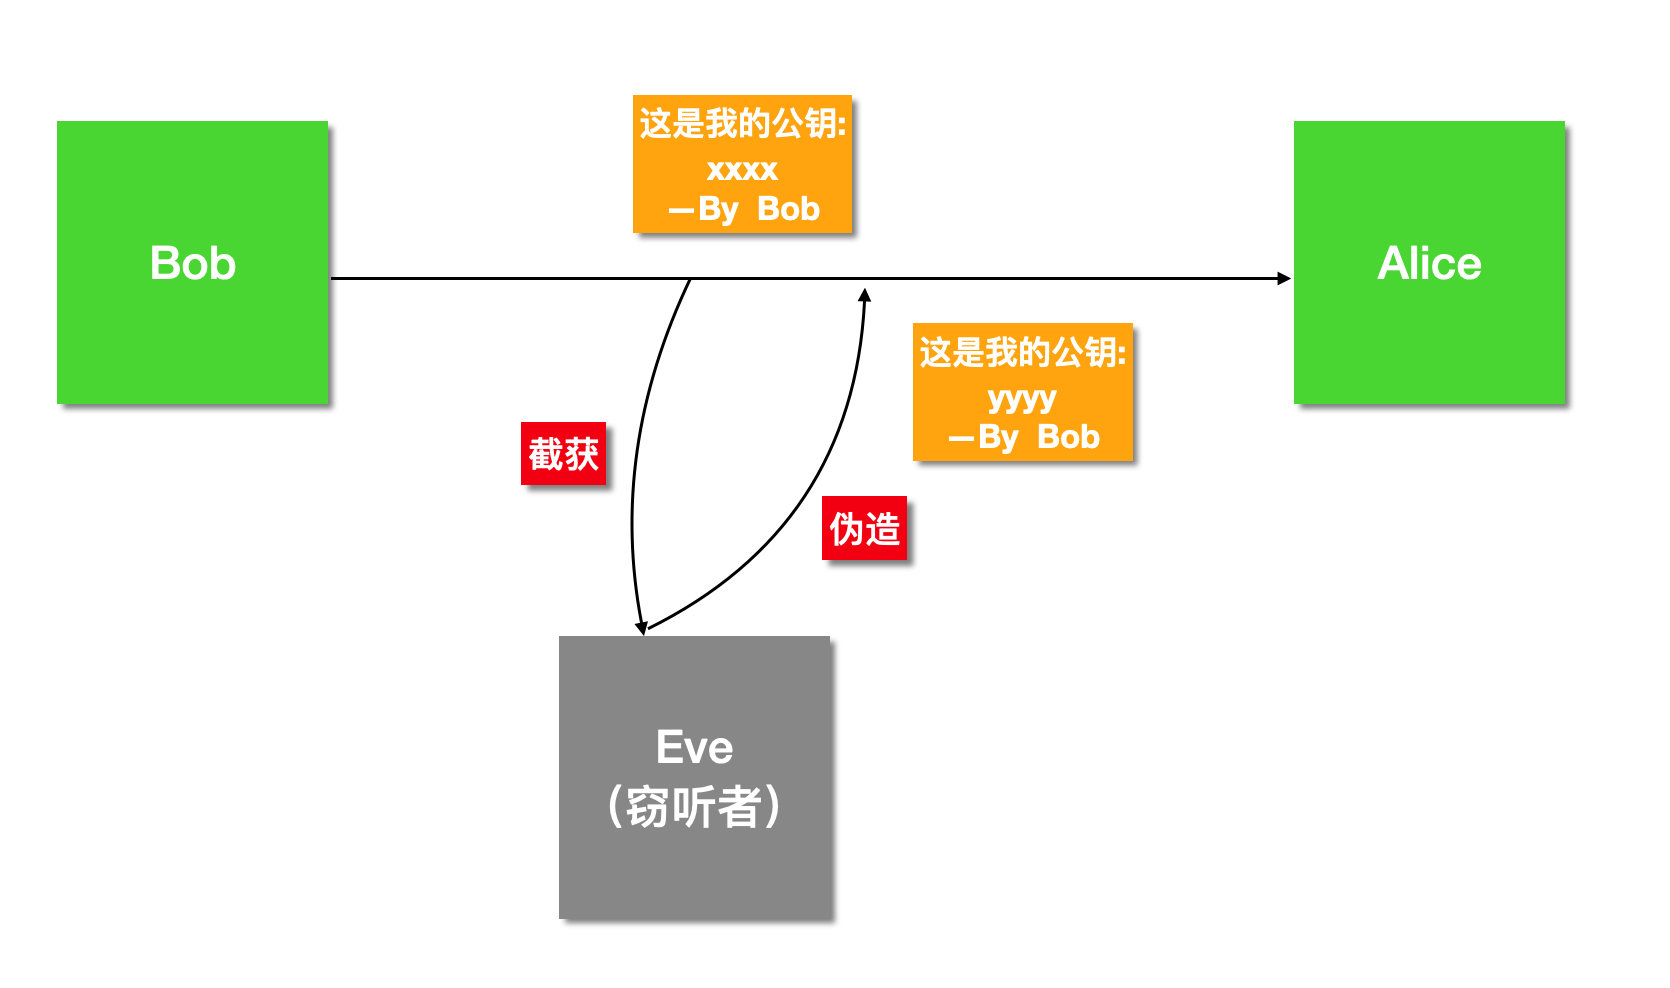 这是我的公钥:
xxxx
—By Bob
Bob
Alice
这是我的公钥:
yyyy
—By Bob
截获
伪造
Eve
(窃听者)